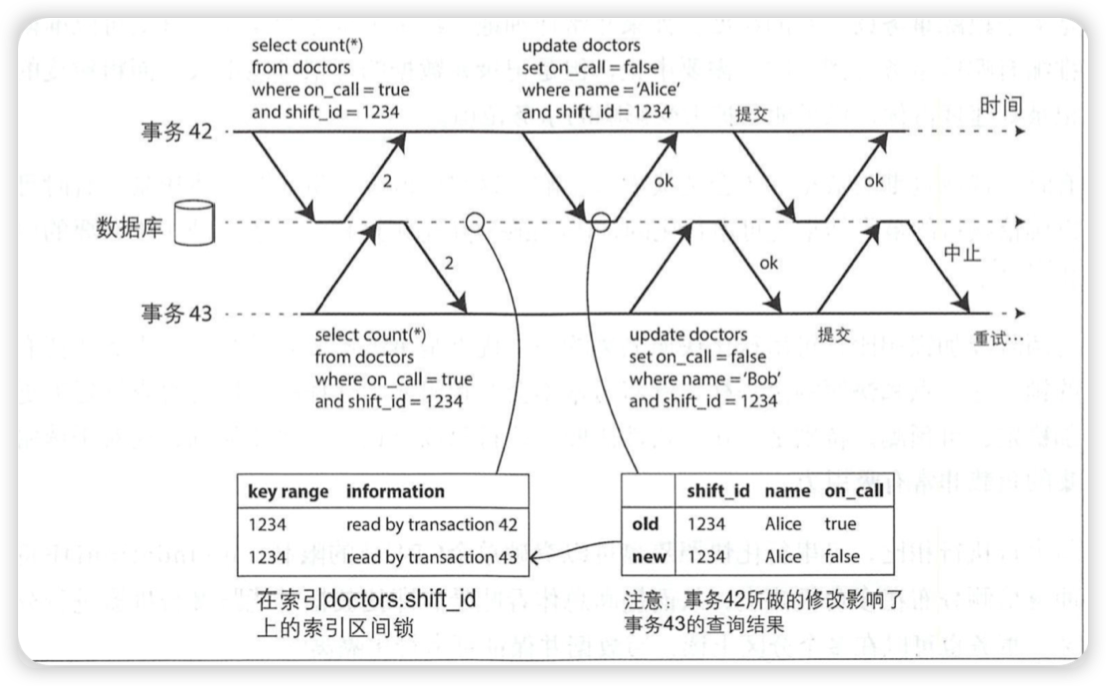 select count(*)
from doctors
where on_call = true
and shift_id = 1234
update doctors
set on_call = false
where name = ‘Alice’
and shift_id = 1234
提交
时间
事务42
2
ok
ok
数据库
2
ok
中止
事务43
select count(*)
from doctors
where on_call = true
and shift_id = 1234
update doctors
set on_call = false
where name = ‘Bob’
and shift_id = 1234
提交
重试…
key range information
1234 read by transaction 42
1234 read by transaction 43
在索引doctors.shift_id
上的索引区间锁
shift_id name on_call
old 1234 Alice true
new 1234 Alice false
注意：事务42所做的修改影响了
事务43的查询结果